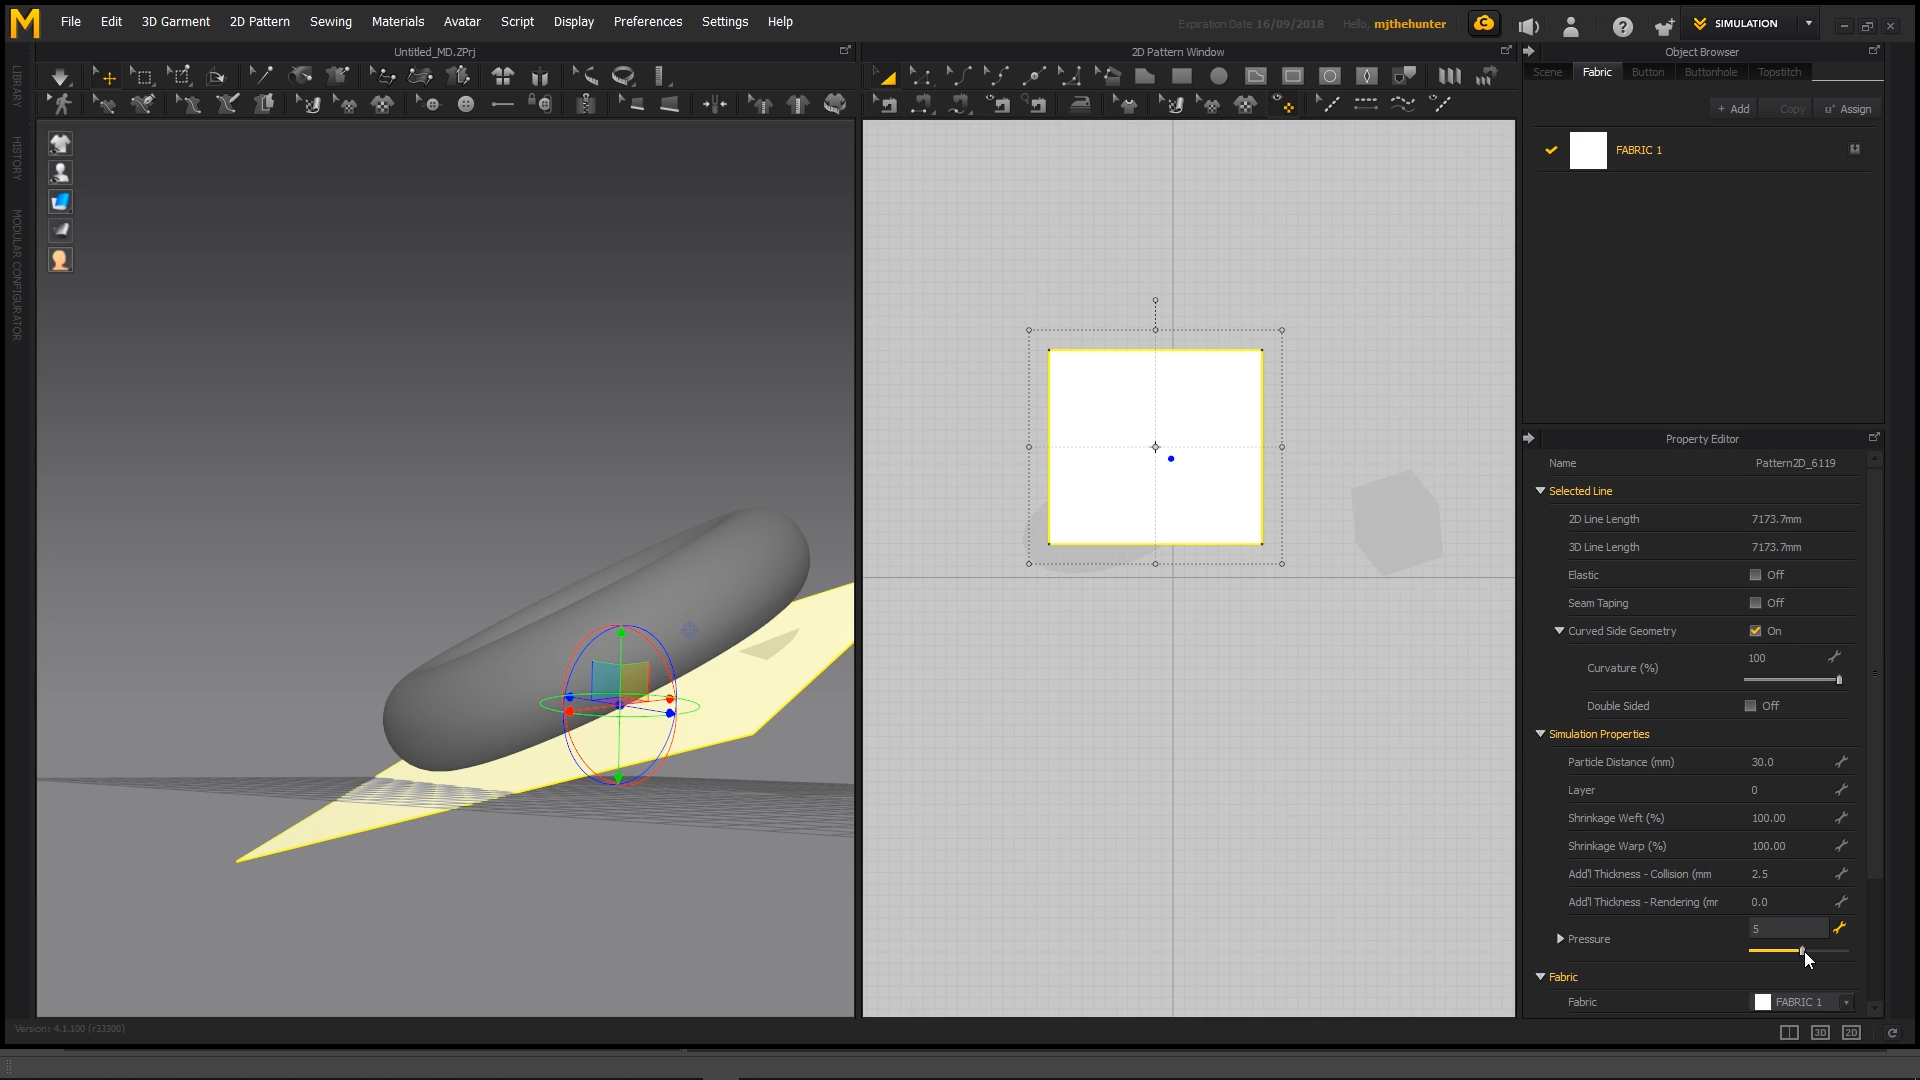 M File Edit 3D Garment 2D Pattern Sewing Materials Avatar Script Display Preferences Settings Help Expiration Date 16/09/2018 Hello, mjthehunter C ? SIMULATION
Untitled_MD.ZPrj
2D Pattern Window
Object Browser
LIBRARY
HISTORY
MODULAR CONFIGURATOR
Scene Fabric Button Buttonhole Topstitch
+ Add Copy Assign
FABRIC 1
Property Editor
Name Pattern2D_6119
Selected Line
2D Line Length 7173.7mm
3D Line Length 7173.7mm
Elastic Off
Seam Taping Off
Curved Side Geometry On
Curvature (%) 100
Double Sided Off
Simulation Properties
Particle Distance (mm) 30.0
Layer 0
Shrinkage Weft (%) 100.00
Shrinkage Warp (%) 100.00
Add'l Thickness - Collision (mm 2.5
Add'l Thickness - Rendering (mr 0.0
Pressure 5
Fabric
Fabric FABRIC 1
Version: 4.1.100 (r33300)
3D 2D